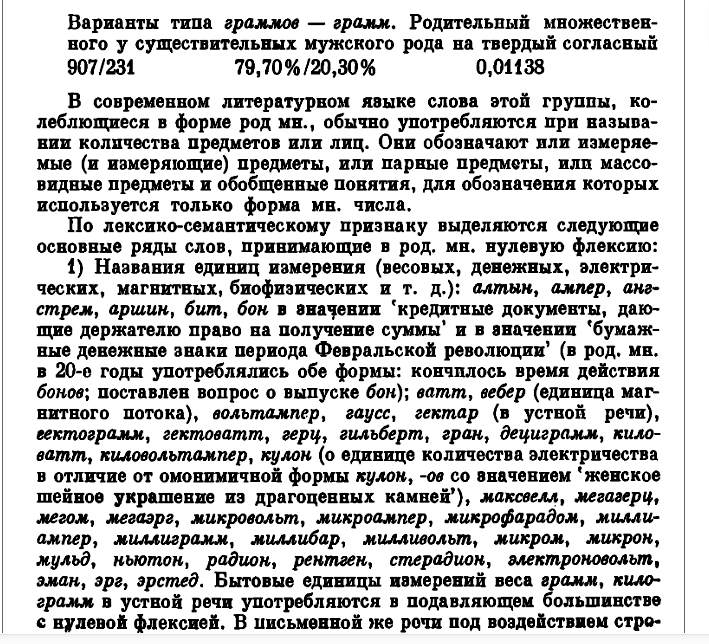 Варианты типа граммов — грамм. Родительный множествен-
ного у существительных мужского рода на твердый согласный
907/231 79,70%/20,30% 0,01138
В современном литературном языке слова этой группы, ко-
леблющиеся в форме род мн., обычно употребляются при называ-
нии количества предметов или лиц. Они обозначают или измеряе-
мые (и измеряющие) предметы, или парные предметы, или массо-
видные предметы и обобщенные понятия, для обозначения которых
используется только форма мн. числа.
По лексико-семантическому признаку выделяются следующие
основные ряды слов, принимающие в род. мн. нулевую флексию:
1) Названия единиц измерения (весовых, денежных, электри-
ческих, магнитных, биофизических и т. д.): алтын, ампер, анг-
стрем, аршин, бит, бон в значении ‘кредитные документы, даю-
щие держателю право на получение суммы’ и в значении ‘бумаж-
ные денежные знаки периода Февральской революции’ (в род. мн.
в 20-е годы употреблялись обе формы: кончилось время действия
бонов; поставлен вопрос о выпуске бон); ватт, вебер (единица маг-
нитного потока), вольтампер, гаусс, гектар (в устной речи),
гектограмм, гектоватт, герц, гильберт, гран, дециграмм, кило-
ватт, киловольтампер, кулон (о единице количества электричества
в отличие от омонимичной формы кулон, -ов со значением ‘женское
шейное украшение из драгоценных камней’), максвелл, мегагерц,
мегом, мегаэрг, микровольт, микроампер, микрофарадом, милли-
ампер, миллиграмм, миллибар, милливольт, микром, микрон,
мульд, ньютон, радион, рентген, стерадион, электроновольт,
эман, эрг, эрстед. Бытовые единицы измерений веса грамм, кило-
грамм в устной речи употребляются в подавляющем большинстве
с нулевой флексией. В письменной же речи под воздействием стро-